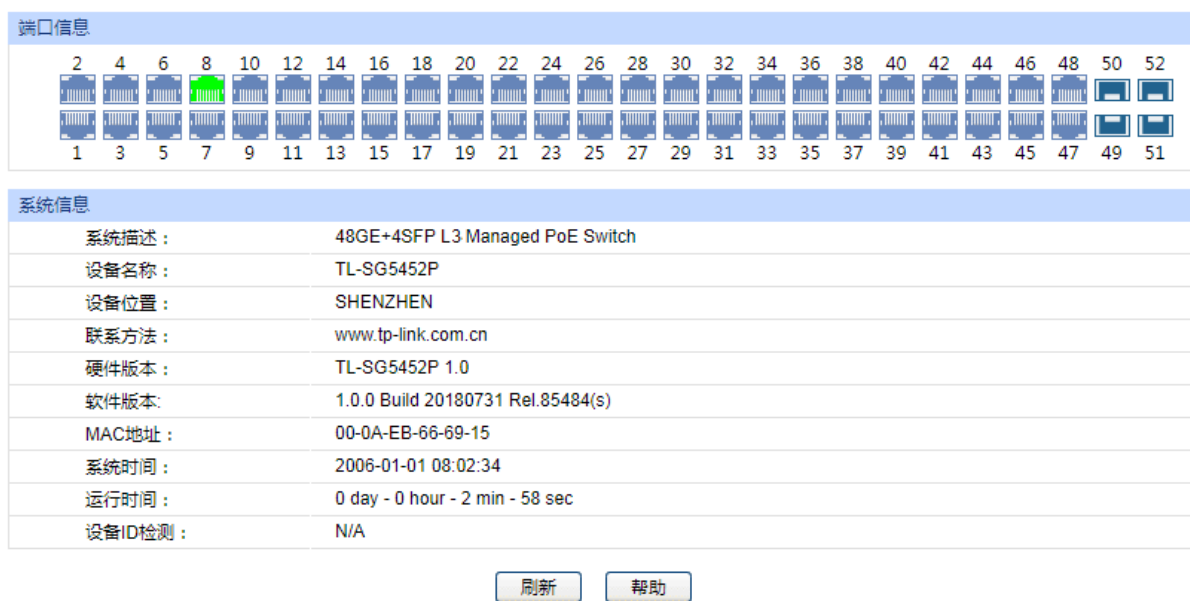 端口信息
2 4 6 8 10 12 14 16 18 20 22 24 26 28 30 32 34 36 38 40 42 44 46 48 50 52
1 3 5 7 9 11 13 15 17 19 21 23 25 27 29 31 33 35 37 39 41 43 45 47 49 51
系统信息
系统描述： 48GE+4SFP L3 Managed PoE Switch
设备名称： TL-SG5452P
设备位置： SHENZHEN
联系方法： www.tp-link.com.cn
硬件版本： TL-SG5452P 1.0
软件版本: 1.0.0 Build 20180731 Rel.85484(s)
MAC地址： 00-0A-EB-66-69-15
系统时间： 2006-01-01 08:02:34
运行时间： 0 day - 0 hour - 2 min - 58 sec
设备ID检测： N/A
刷新 帮助